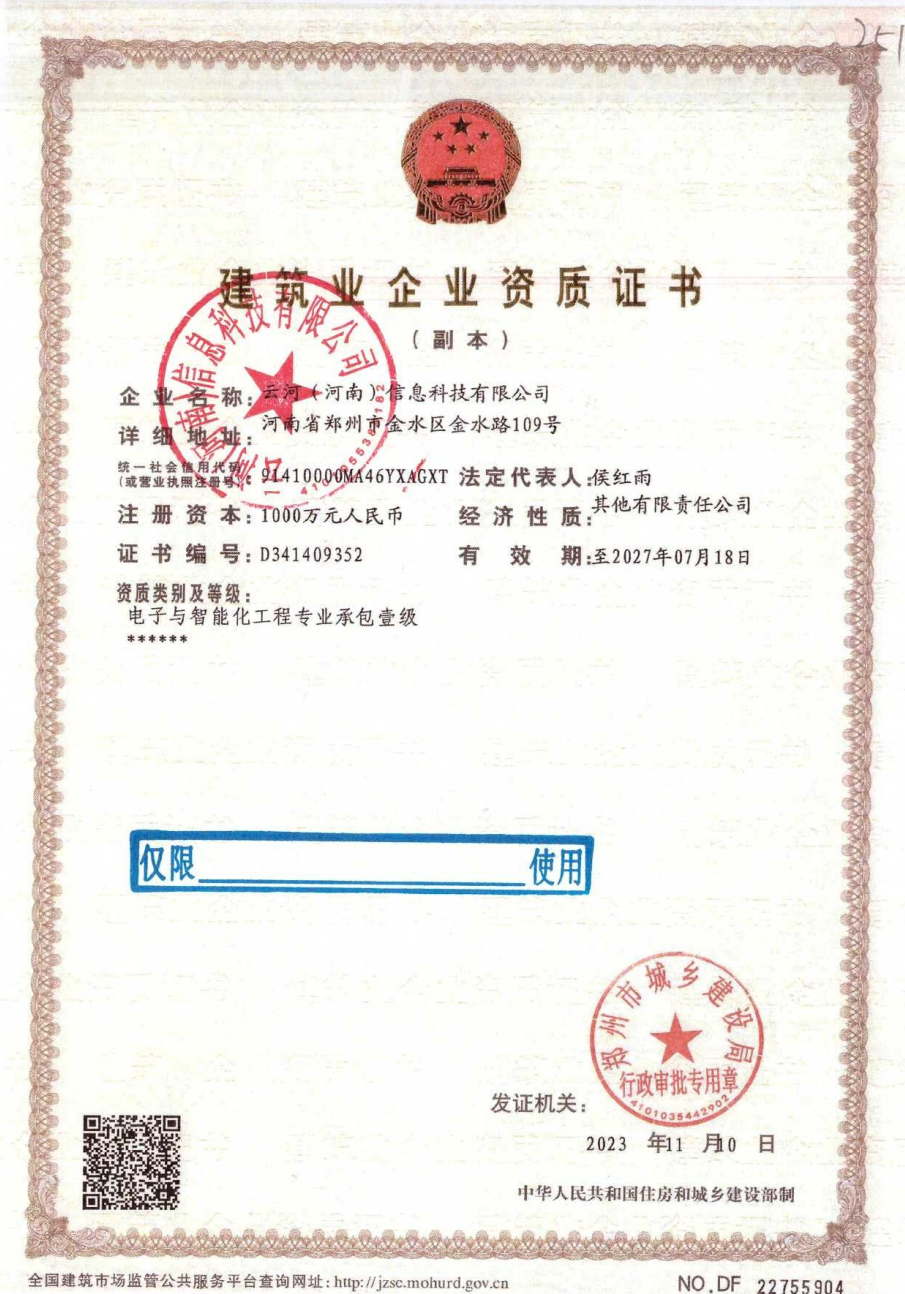 建筑业企业资质证书
（副本）
企业名称：云河（河南）信息科技有限公司
详细地址：河南省郑州市金水区金水路109号
统一社会信用代码
（或营业执照注册号）：91410000MA46YXAGXT 法定代表人：侯红雨
注册资本：1000万元人民币 经济性质：其他有限责任公司
证书编号：D341409352 有效期：至2027年07月18日
资质类别及等级：
电子与智能化工程专业承包壹级
******
仅限 使用
郑州市城乡建设局
行政审批专用章
4101035442902
发证机关：
2023 年11 月10 日
中华人民共和国住房和城乡建设部制
全国建筑市场监管公共服务平台查询网址：http://jzsc.mohurd.gov.cn
NO.DF 22755904